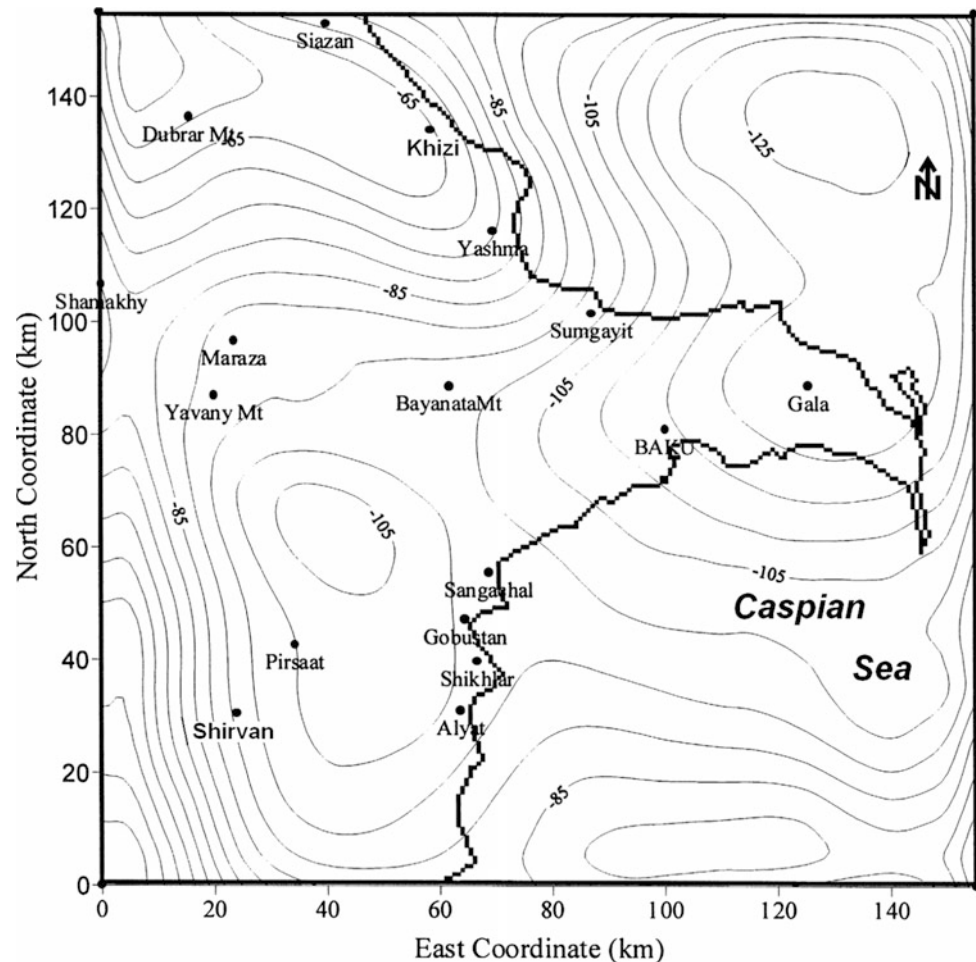 Siazan
140
-65
-85
-105
-125
Dubrar Mt
-65
Khizi
N
120
Yashma
Shamakhy
-85
100
Sumgayit
Maraza
Yavany Mt
BayanataMt
-105
Gala
80
BAKU
-85
-105
60
Sangachal
-105
Caspian
Gobustan
40
Pirsaat
Shikhlar
Sea
Shirvan
Alyat
20
-85
0
0 20 40 60 80 100 120 140
East Coordinate (km)
North Coordinate (km)